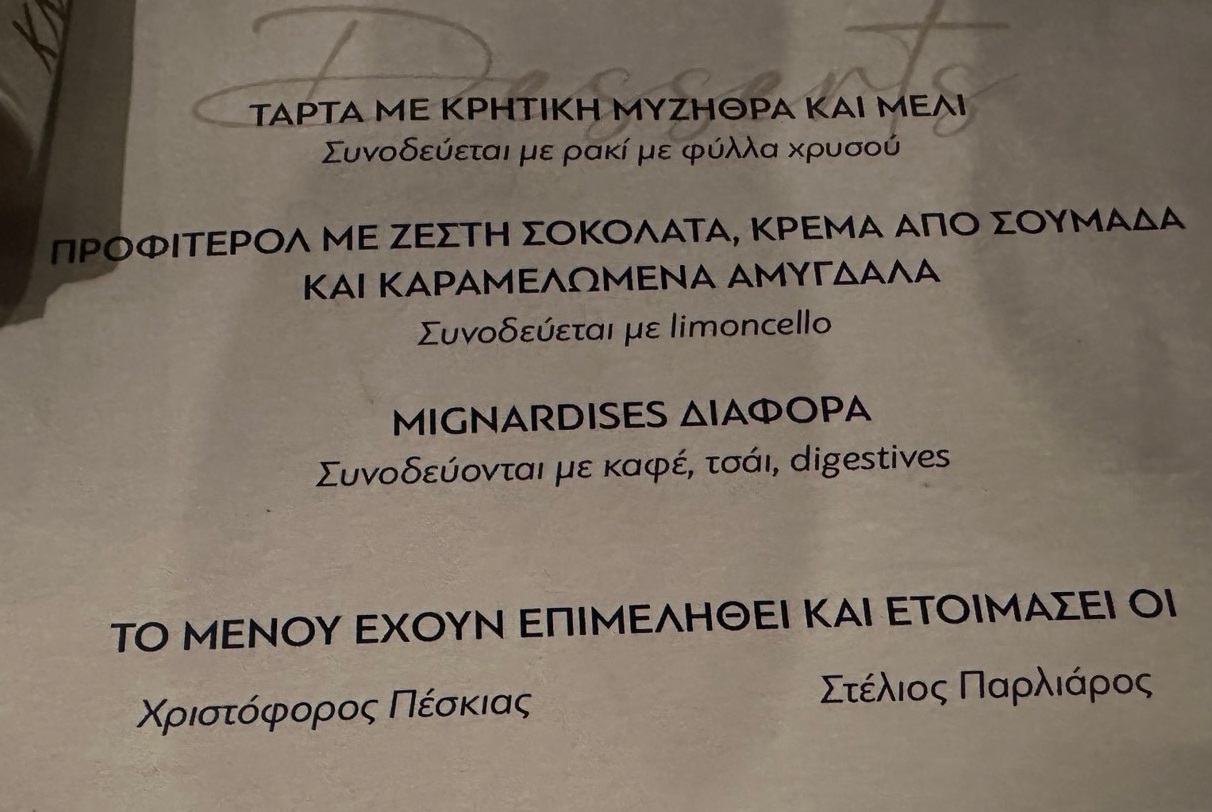 Desserts
ΤΑΡΤΑ ΜΕ ΚΡΗΤΙΚΗ ΜΥΖΗΘΡΑ ΚΑΙ ΜΕΛΙ
Συνοδεύεται με ρακί με φύλλα χρυσού
ΠΡΟΦΙΤΕΡΟΛ ΜΕ ΖΕΣΤΗ ΣΟΚΟΛΑΤΑ, ΚΡΕΜΑ ΑΠΟ ΣΟΥΜΑΔΑ
ΚΑΙ ΚΑΡΑΜΕΛΩΜΕΝΑ ΑΜΥΓΔΑΛΑ
Συνοδεύεται με limoncello
MIGNARDISES ΔΙΑΦΟΡΑ
Συνοδεύονται με καφέ, τσάι, digestives
ΤΟ ΜΕΝΟΥ ΕΧΟΥΝ ΕΠΙΜΕΛΗΘΕΙ ΚΑΙ ΕΤΟΙΜΑΣΕΙ ΟΙ
Χριστόφορος Πέσκιας Στέλιος Παρλιάρος